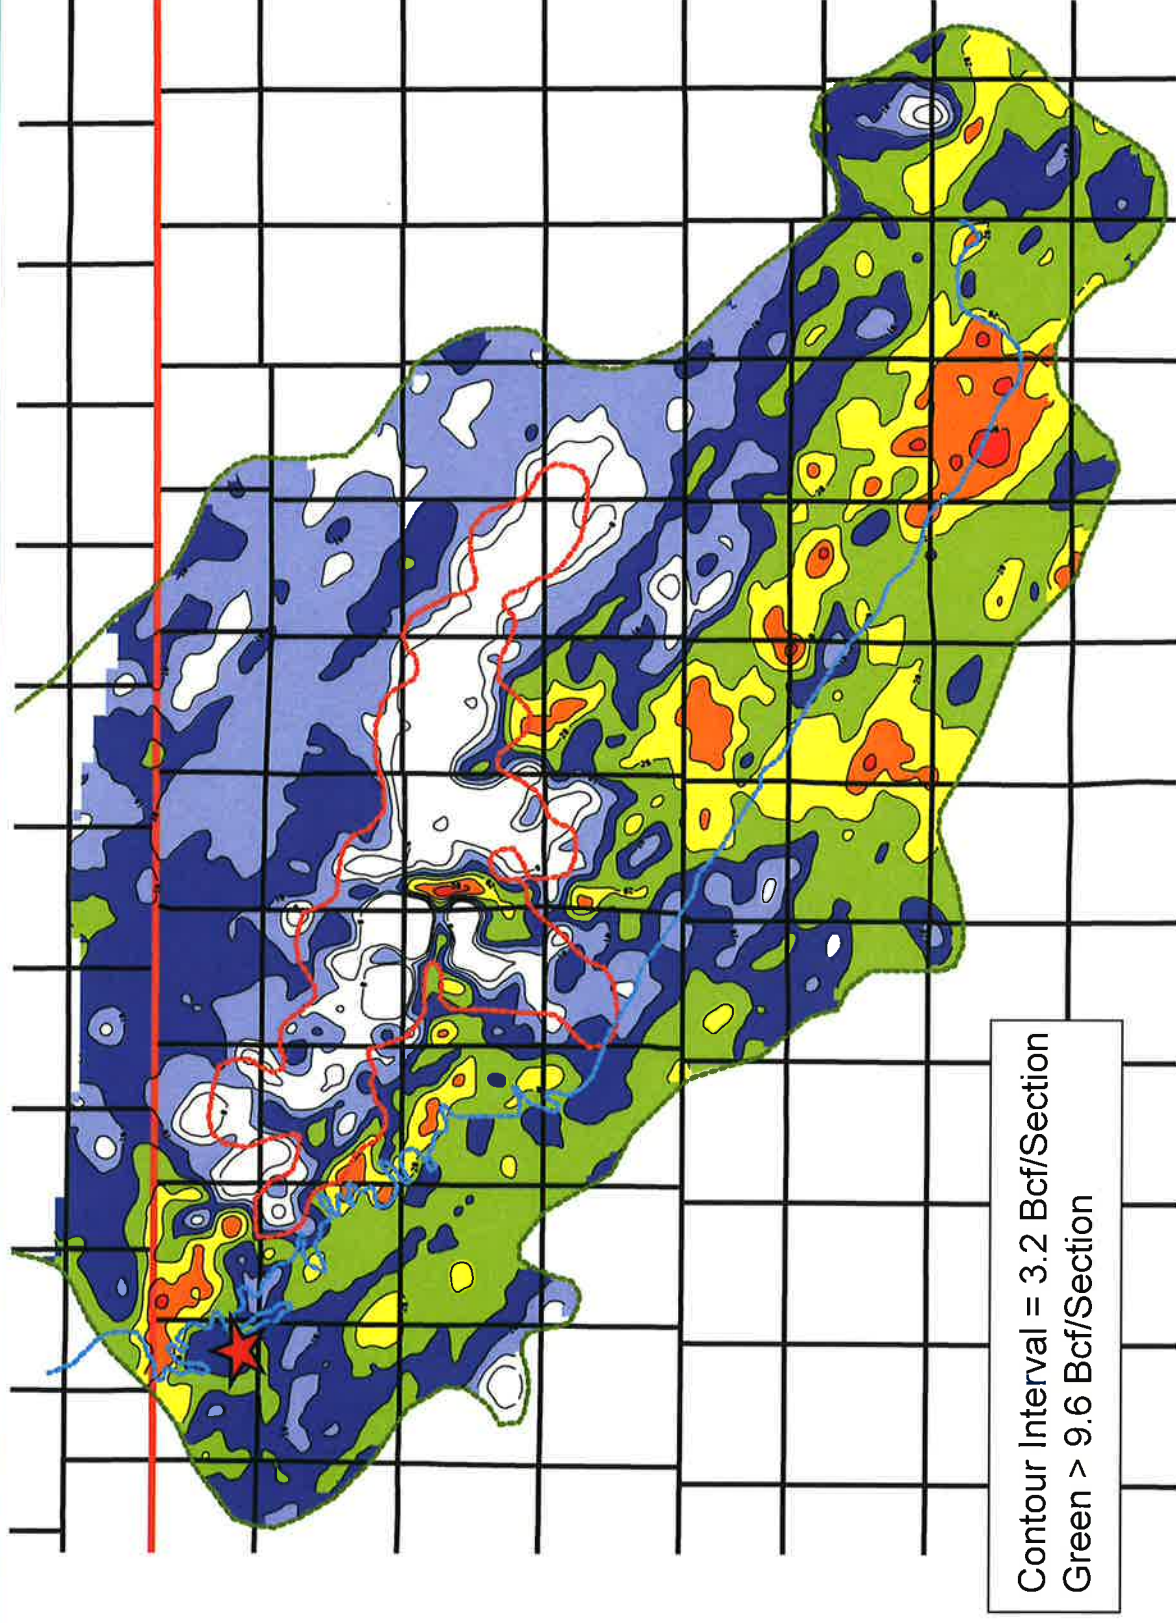 Contour Interval = 3.2 Bcf/Section
Green > 9.6 Bcf/Section